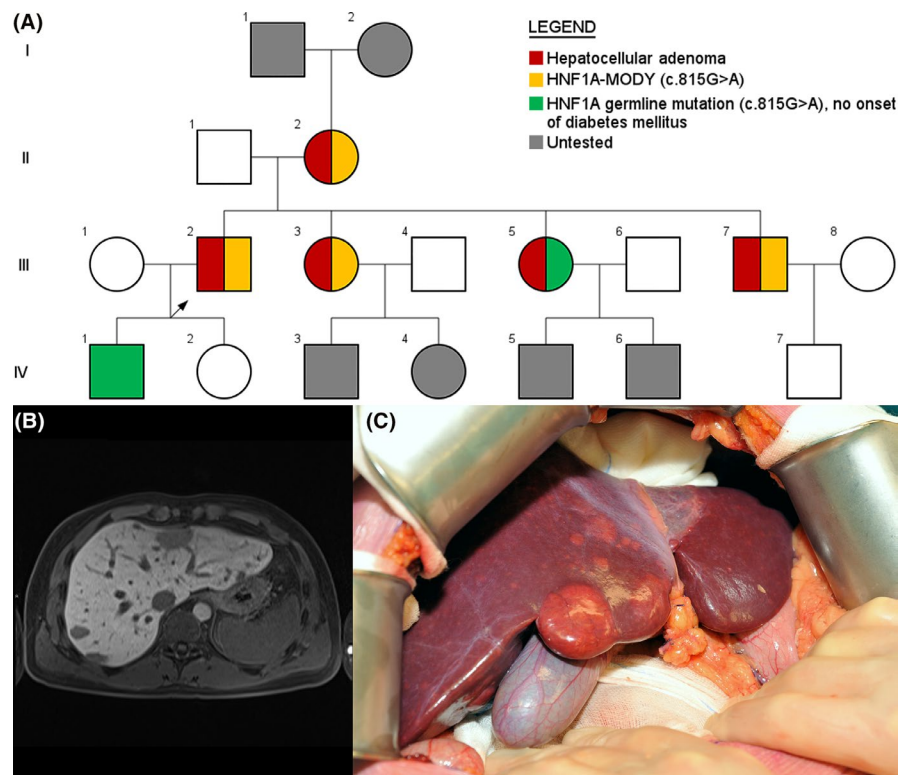 (A)
1
2
I
LEGEND
Hepatocellular adenoma
HNF1A-MODY (c.815G>A)
HNF1A germline mutation (c.815G>A), no onset
of diabetes mellitus
Untested
1
2
II
1
2
3
4
5
6
7
8
III
1
2
3
4
5
6
7
IV
(B)
(C)